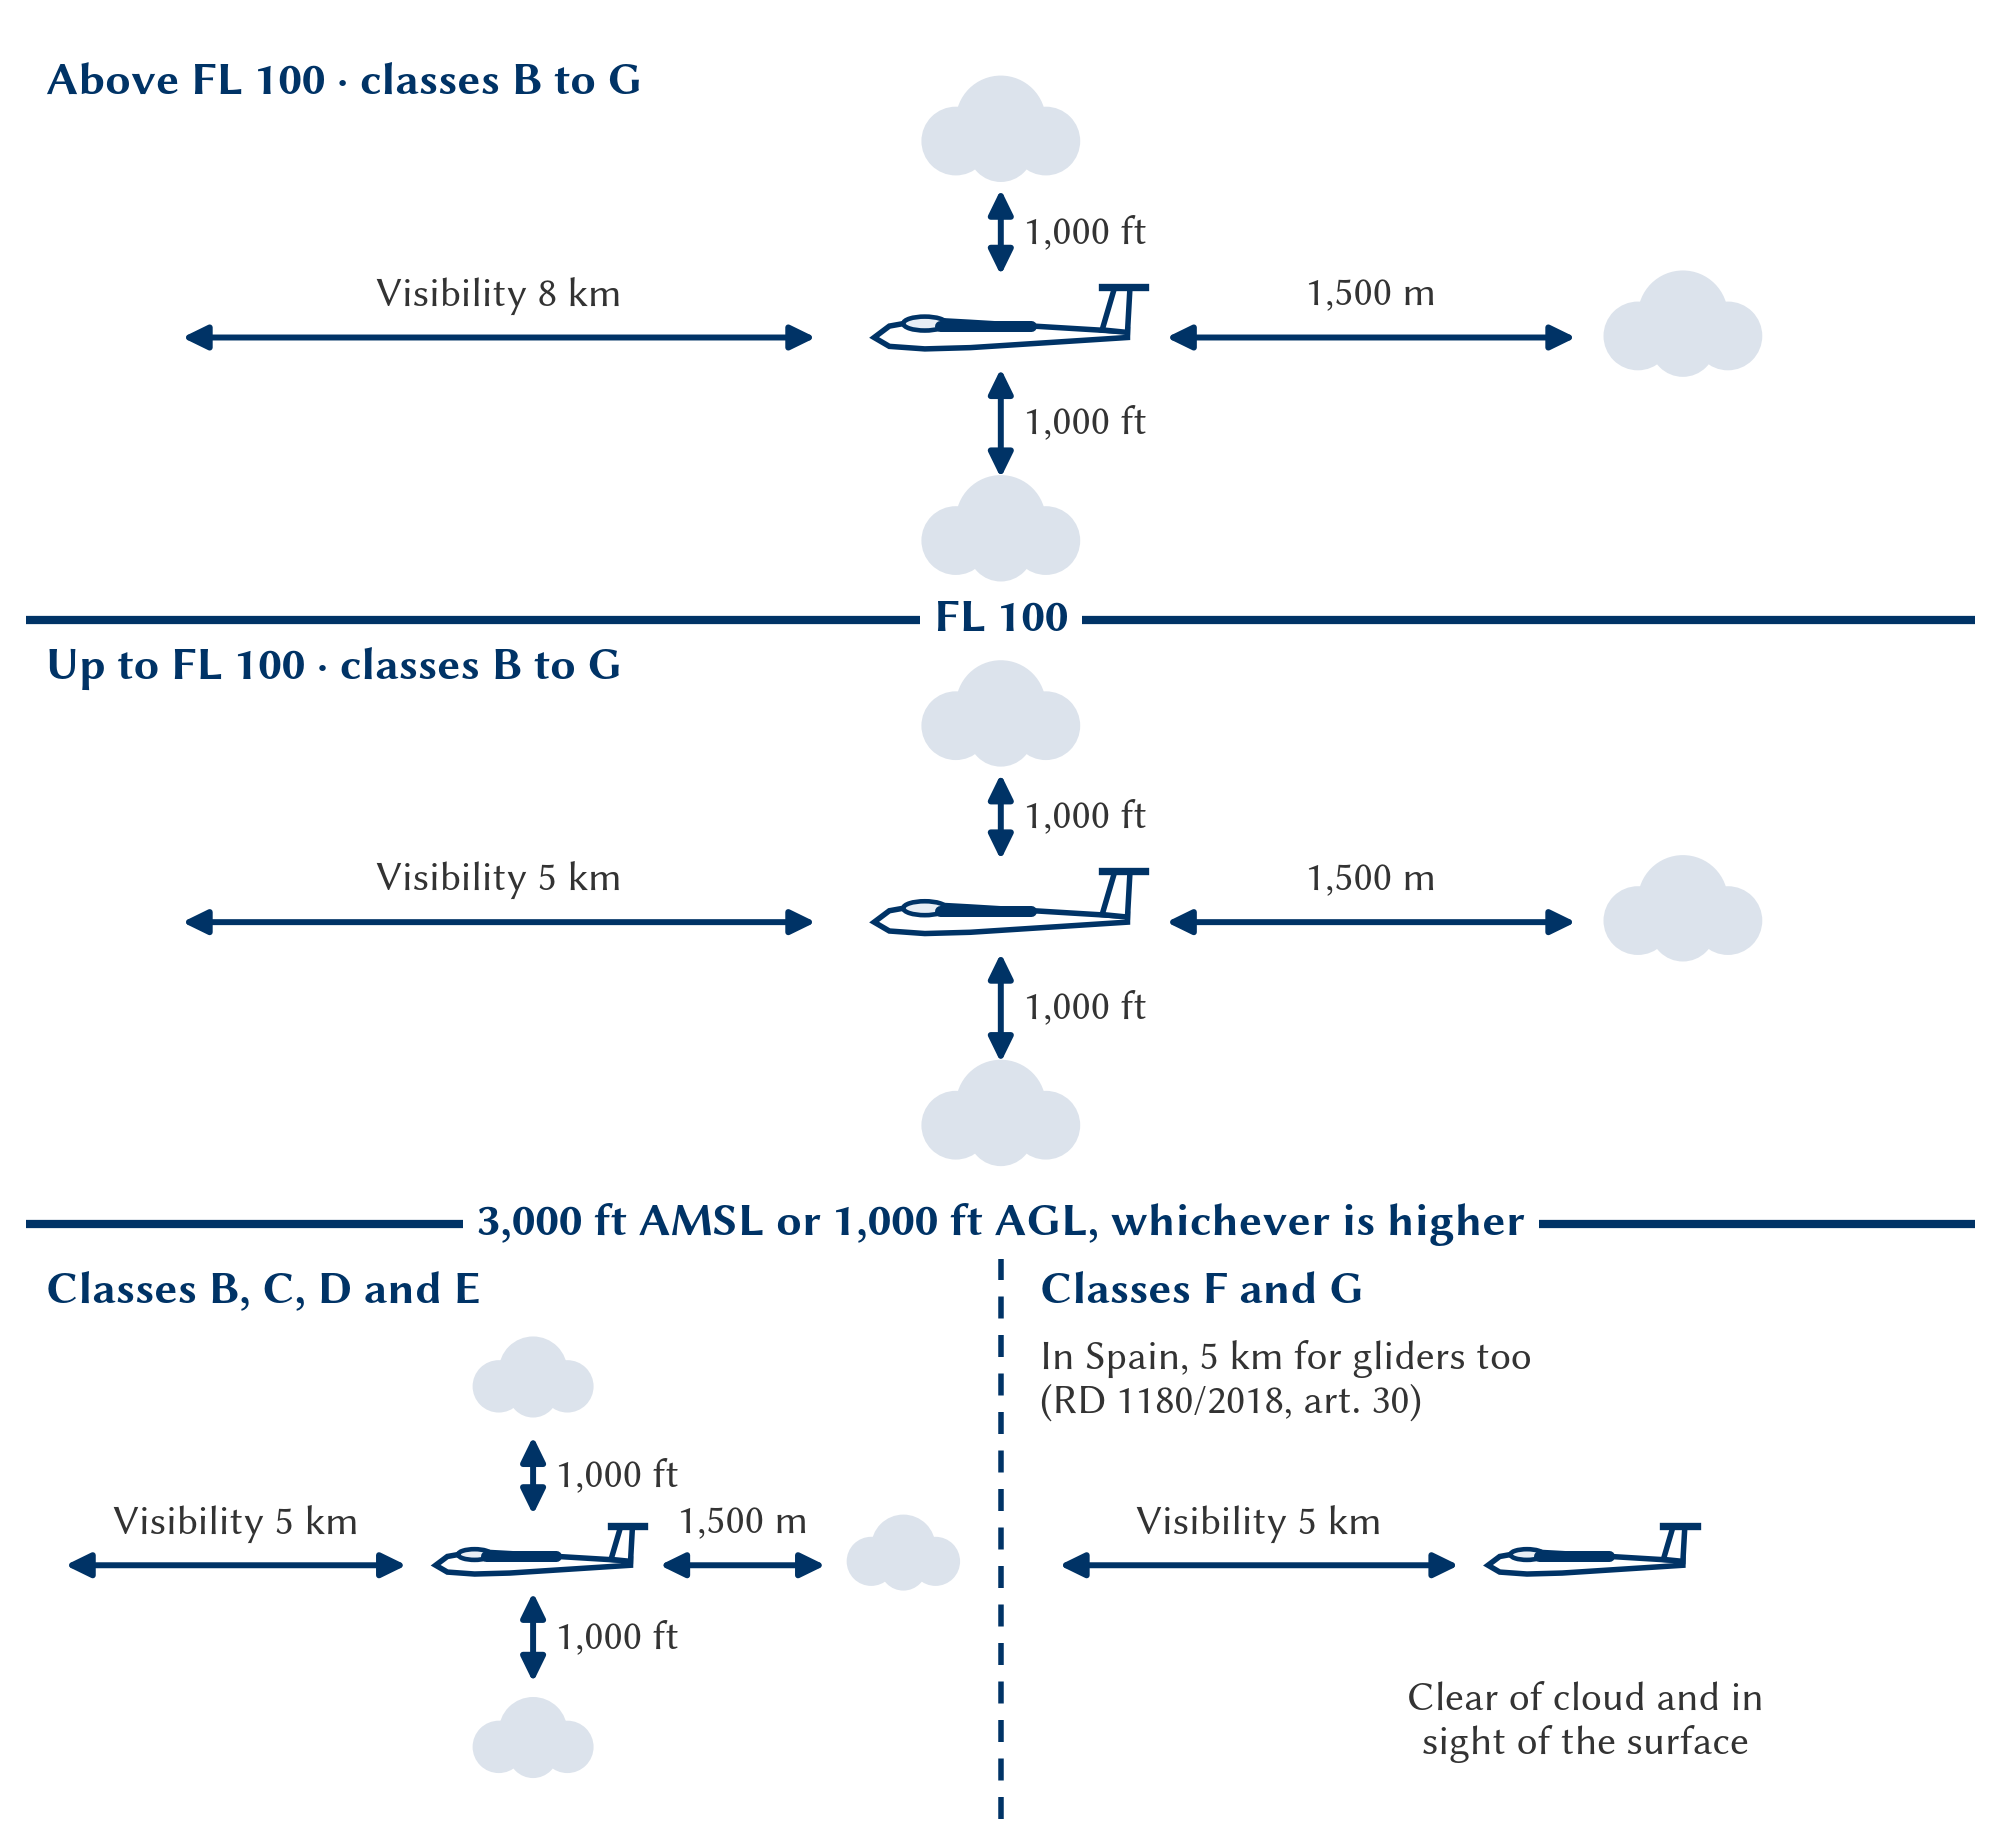 Above FL 100 · classes B to G
1,000 ft
Visibility 8 km
1,500 m
1,000 ft
FL 100
Up to FL 100 · classes B to G
1,000 ft
Visibility 5 km
1,500 m
1,000 ft
3,000 ft AMSL or 1,000 ft AGL, whichever is higher
Classes B, C, D and E
1,000 ft
Visibility 5 km
1,500 m
1,000 ft
Classes F and G
In Spain, 5 km for gliders too
(RD 1180/2018, art. 30)
Visibility 5 km
Clear of cloud and in
sight of the surface